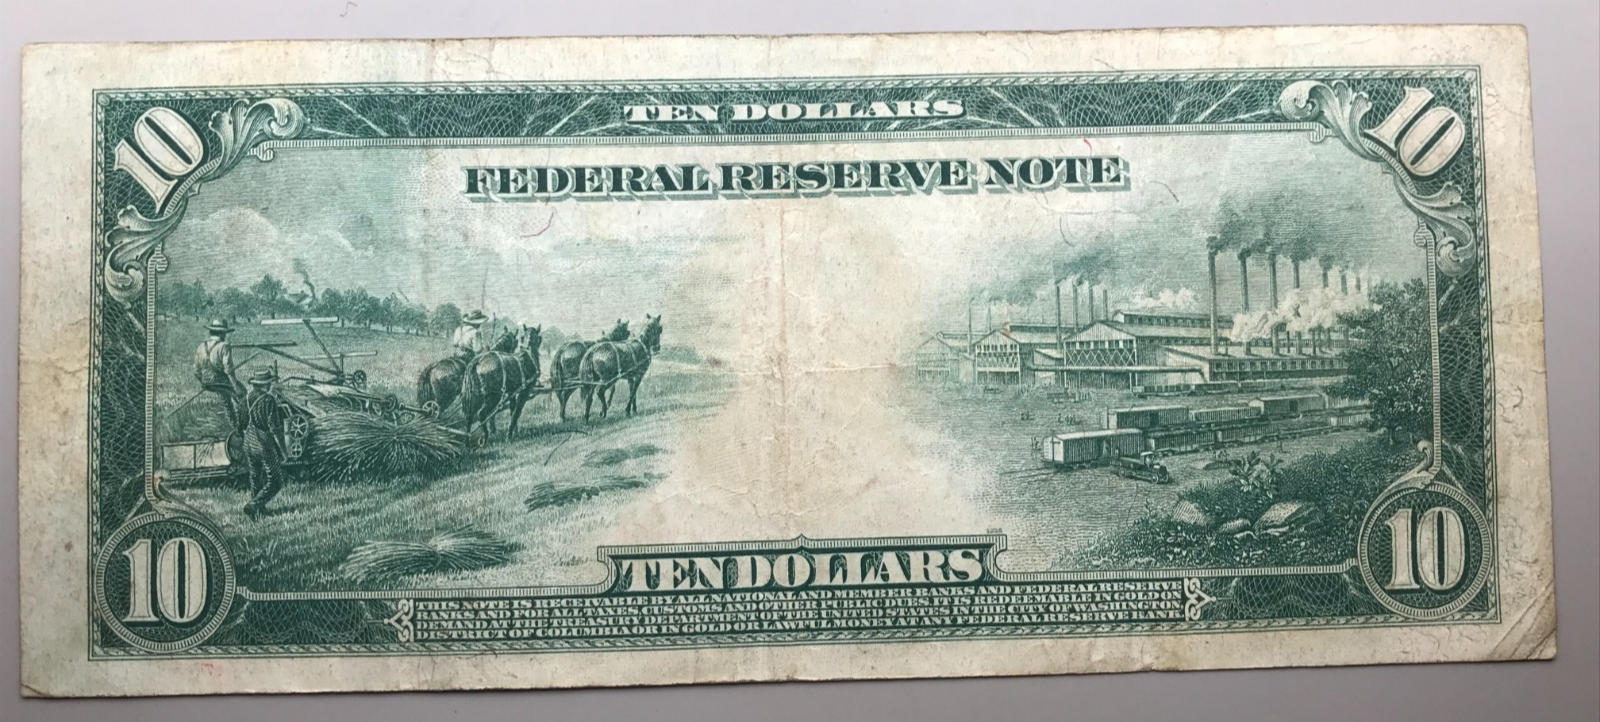 10 TEN DOLLARS 10
FEDERAL RESERVE NOTE
10 TEN DOLLARS 10
THIS NOTE IS RECEIVABLE BY ALL NATIONAL AND MEMBER BANKS AND FEDERAL RESERVE
BANKS AND FOR ALL TAXES, CUSTOMS AND OTHER PUBLIC DUES. IT IS REDEEMABLE IN GOLD ON
DEMAND AT THE TREASURY DEPARTMENT OF THE UNITED STATES IN THE CITY OF WASHINGTON,
DISTRICT OF COLUMBIA OR IN GOLD OR LAWFUL MONEY AT ANY FEDERAL RESERVE BANK.